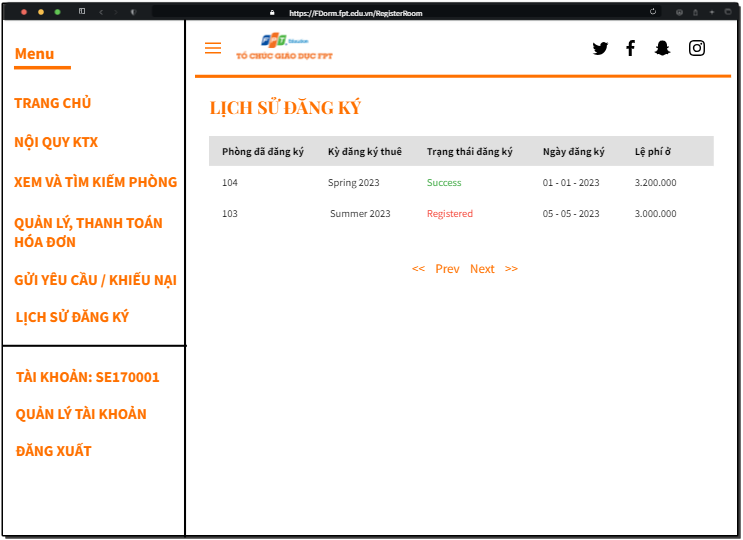 https://FDorm.fpt.edu.vn/RegisterRoom
Menu
TRANG CHỦ
NỘI QUY KTX
XEM VÀ TÌM KIẾM PHÒNG
QUẢN LÝ, THANH TOÁN
HÓA ĐƠN
GỬI YÊU CẦU / KHIẾU NẠI
LỊCH SỬ ĐĂNG KÝ
TÀI KHOẢN: SE170001
QUẢN LÝ TÀI KHOẢN
ĐĂNG XUẤT
FPT Education
TỔ CHỨC GIÁO DỤC FPT
LỊCH SỬ ĐĂNG KÝ
Phòng đã đăng ký Kỳ đăng ký thuê Trạng thái đăng ký Ngày đăng ký Lệ phí ở
104 Spring 2023 Success 01 - 01 - 2023 3.200.000
103 Summer 2023 Registered 05 - 05 - 2023 3.000.000
<< Prev Next >>